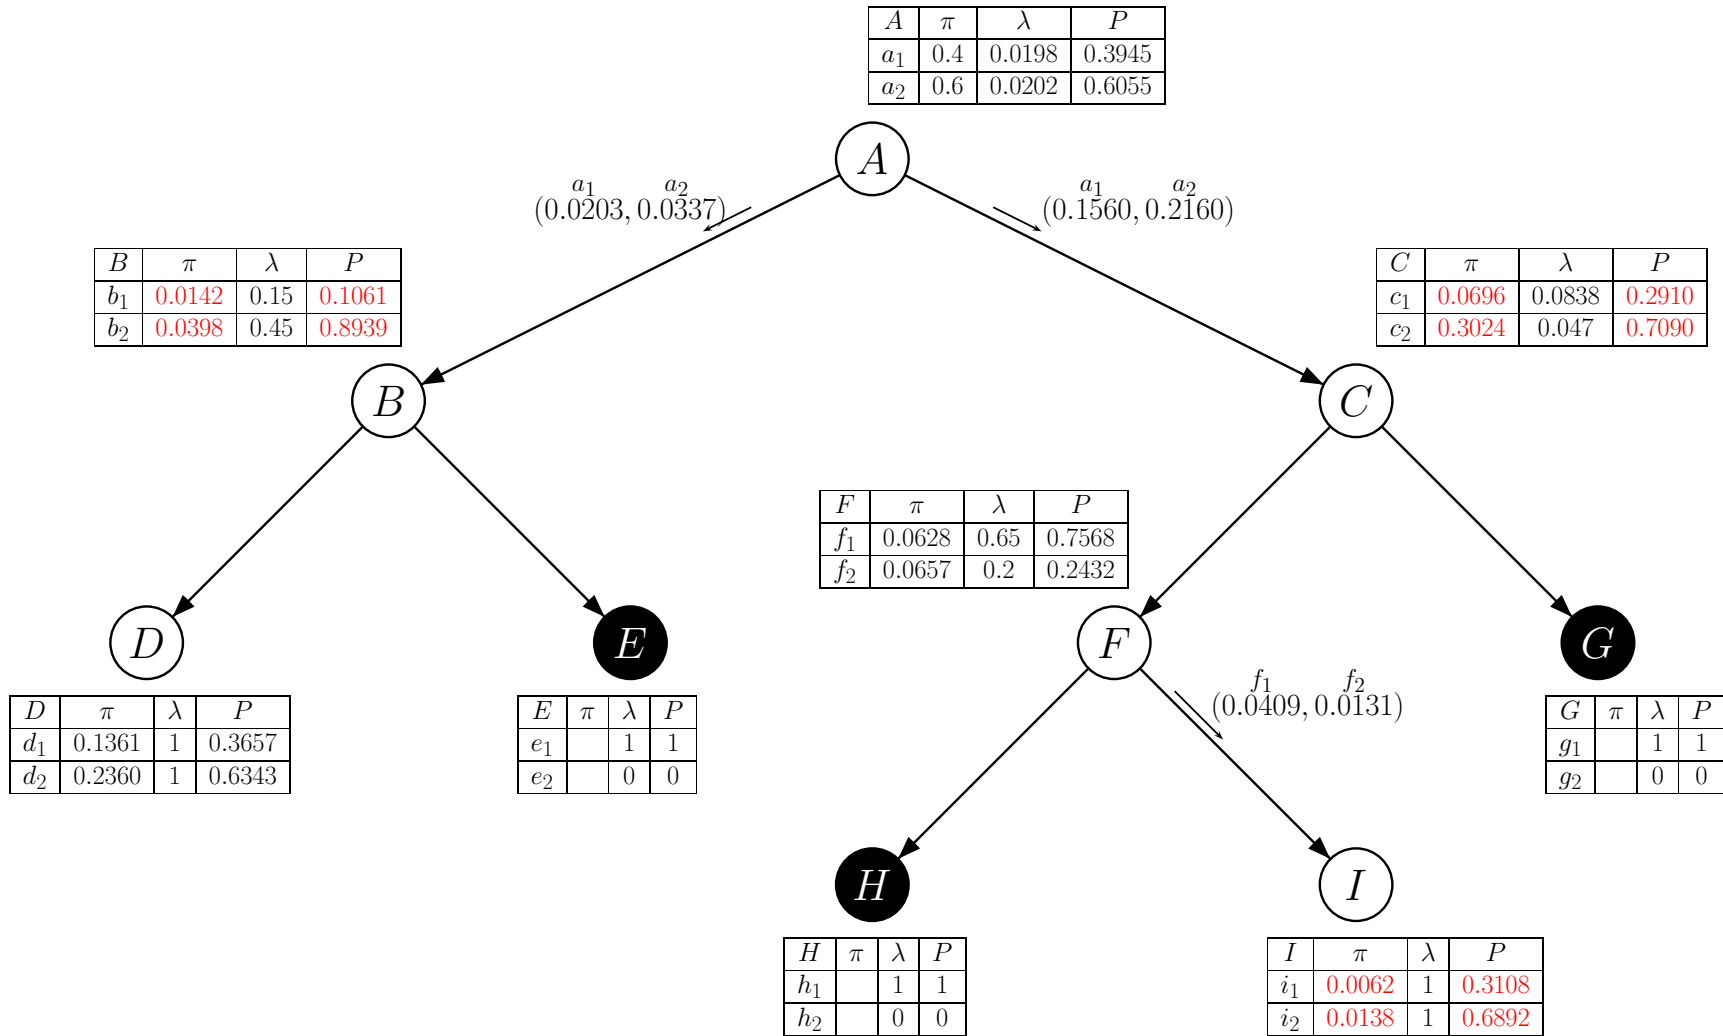 A π λ P
a₁ 0.4 0.0198 0.3945
a₂ 0.6 0.0202 0.6055
A
a₁ a₂
(0.0203, 0.0337)
a₁ a₂
(0.1560, 0.2160)
B π λ P
b₁ 0.0142 0.15 0.1061
b₂ 0.0398 0.45 0.8939
C π λ P
c₁ 0.0696 0.0838 0.2910
c₂ 0.3024 0.047 0.7090
B
C
F π λ P
f₁ 0.0628 0.65 0.7568
f₂ 0.0657 0.2 0.2432
D
E
F
G
f₁ f₂
(0.0409, 0.0131)
D π λ P
d₁ 0.1361 1 0.3657
d₂ 0.2360 1 0.6343
E π λ P
e₁ 1 1
e₂ 0 0
G π λ P
g₁ 1 1
g₂ 0 0
H
I
H π λ P
h₁ 1 1
h₂ 0 0
I π λ P
i₁ 0.0062 1 0.3108
i₂ 0.0138 1 0.6892